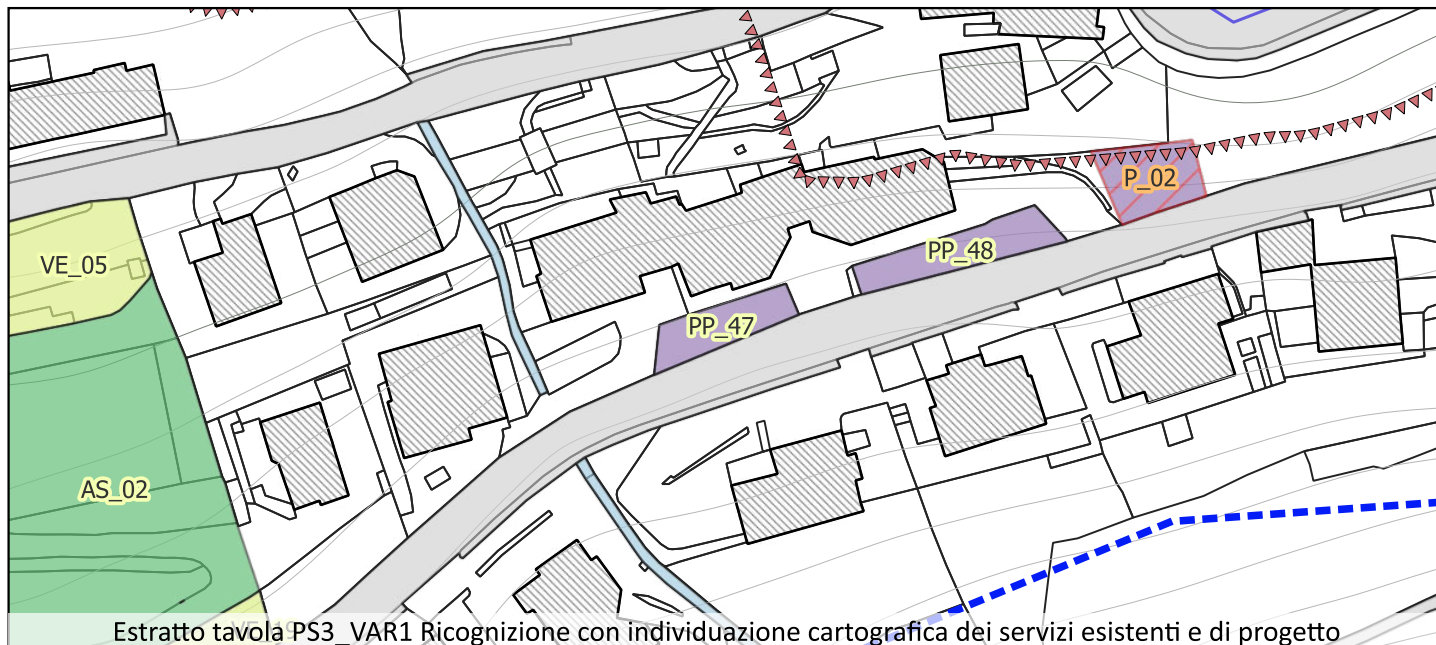 P_02
PP_48
VE_05
PP_47
AS_02
Estratto tavola PS3_VAR1 Ricognizione con individuazione cartografica dei servizi esistenti e di progetto